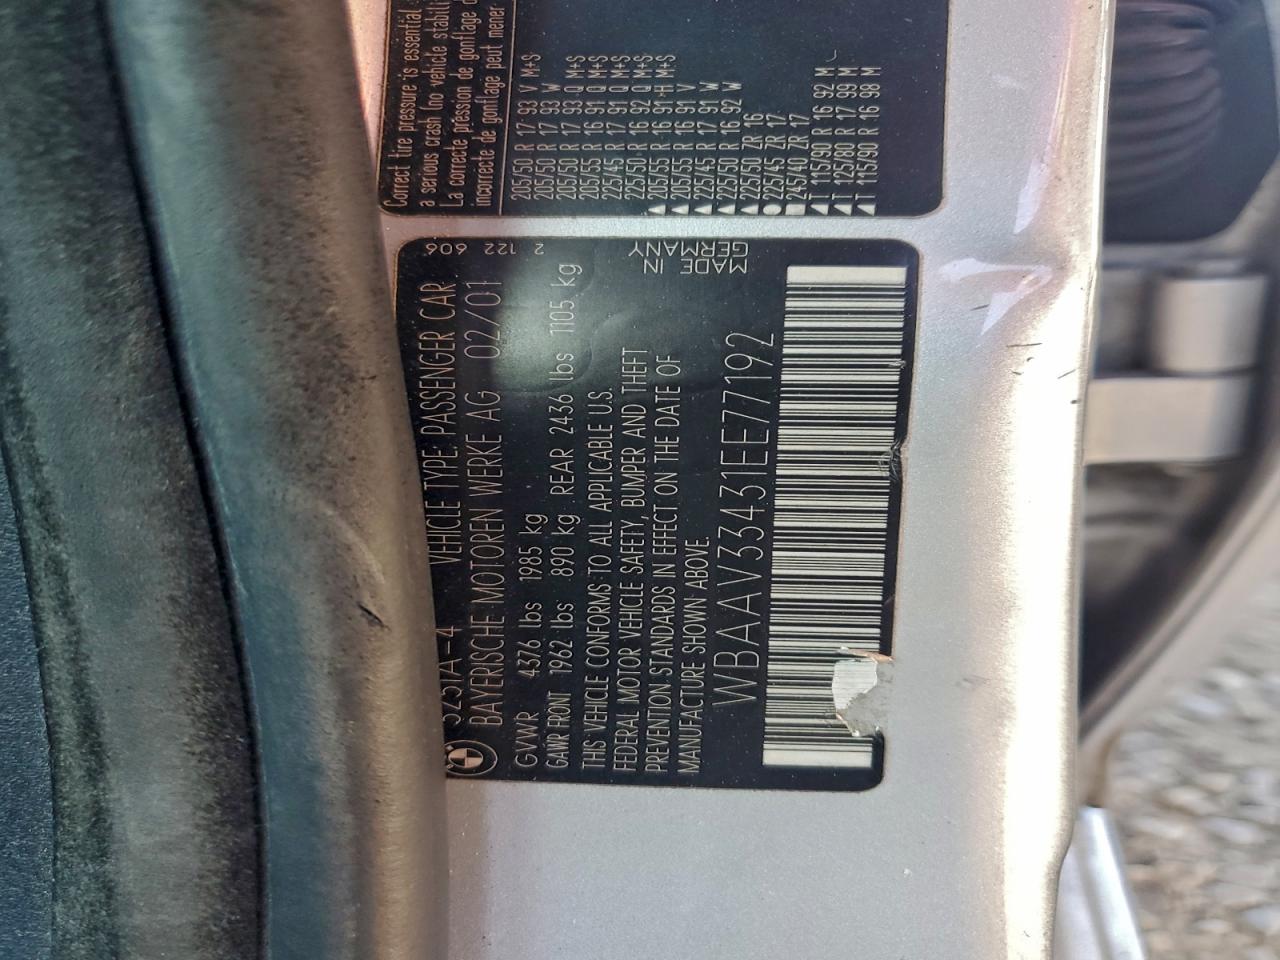 325iA-4 VEHICLE TYPE: PASSENGER CAR
BAYERISCHE MOTOREN WERKE AG 02/01
GVWR 4376 lbs 1985 kg
GAWR FRONT 1962 lbs 890 kg REAR 2436 lbs 1105 kg
THIS VEHICLE CONFORMS TO ALL APPLICABLE U.S.
FEDERAL MOTOR VEHICLE SAFETY, BUMPER AND THEFT
PREVENTION STANDARDS IN EFFECT ON THE DATE OF
MANUFACTURE SHOWN ABOVE.
WBAAV33431EE77192
606
122
2
MADE IN
GERMANY
Correct tire pressure is essential
a serious crash (no vehicle
La correcte pression de gonflage
incorrecte de gonflage peut mener
205/50 R 17 93 V M+S
205/50 R 17 93 W
205/50 R 17 93 Q M+S
205/55 R 16 91 Q M+S
225/45 R 17 91 Q M+S
225/50 R 16 92 Q M+S
205/55 R 16 91 H M+S
205/55 R 16 91 V
225/45 R 17 91 W
225/50 R 16 92 W
225/50 ZR 16
225/45 ZR 17
245/40 ZR 17
T 115/90 R 16 92 M
T 125/80 R 17 99 M
T 115/90 R 16 98 M